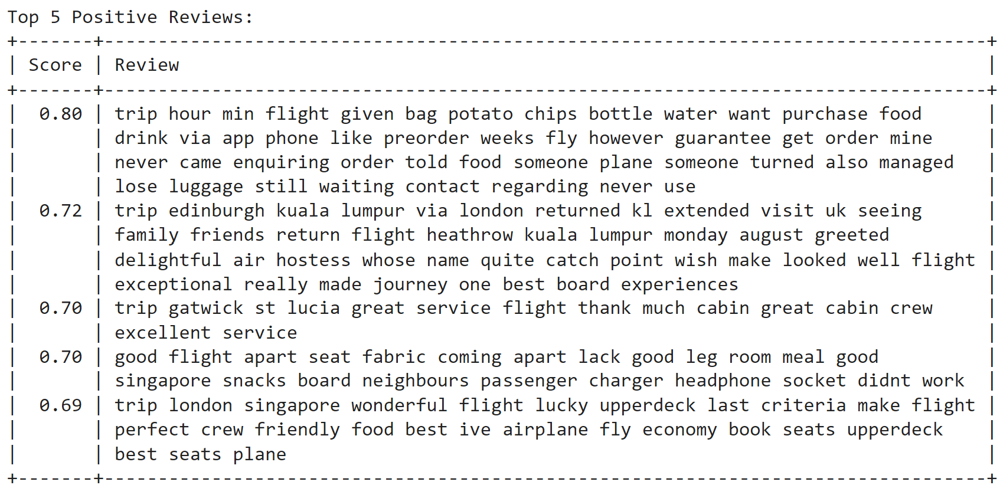 Top 5 Positive Reviews:
+-------+----------------------------------------------------------------------------------+
| Score | Review                                                                           |
+-------+----------------------------------------------------------------------------------+
|  0.80 | trip hour min flight given bag potato chips bottle water want purchase food      |
|       | drink via app phone like preorder weeks fly however guarantee get order mine     |
|       | never came enquiring order told food someone plane someone turned also managed   |
|       | lose luggage still waiting contact regarding never use                           |
|  0.72 | trip edinburgh kuala lumpur via london returned kl extended visit uk seeing      |
|       | family friends return flight heathrow kuala lumpur monday august greeted         |
|       | delightful air hostess whose name quite catch point wish make looked well flight |
|       | exceptional really made journey one best board experiences                       |
|  0.70 | trip gatwick st lucia great service flight thank much cabin great cabin crew     |
|       | excellent service                                                                |
|  0.70 | good flight apart seat fabric coming apart lack good leg room meal good          |
|       | singapore snacks board neighbours passenger charger headphone socket didnt work  |
|  0.69 | trip london singapore wonderful flight lucky upperdeck last criteria make flight |
|       | perfect crew friendly food best ive airplane fly economy book seats upperdeck    |
|       | best seats plane                                                                 |
+-------+----------------------------------------------------------------------------------+